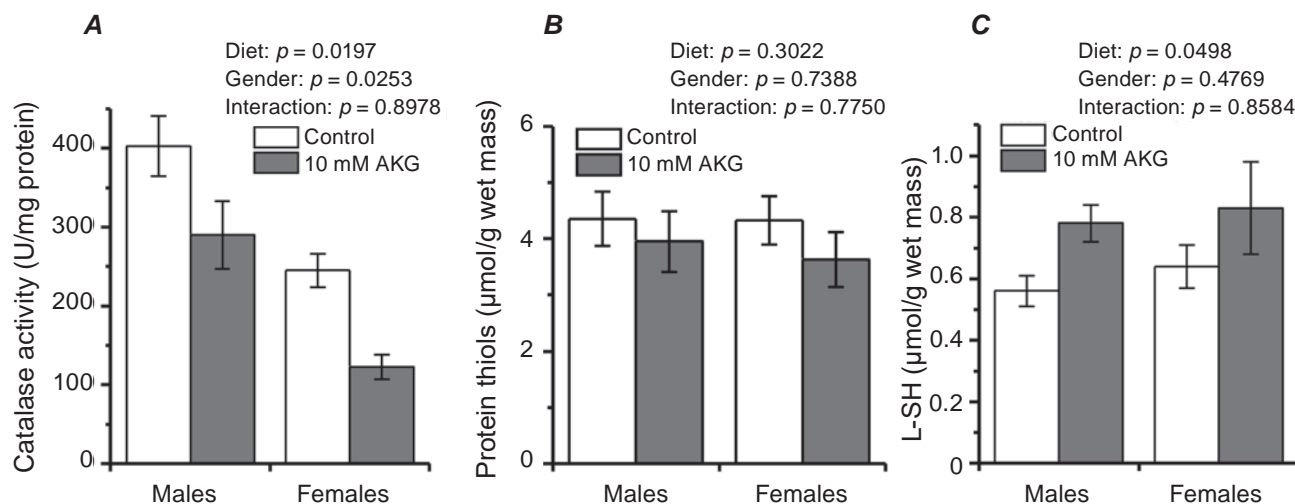 A
Diet: p = 0.0197
Gender: p = 0.0253
Interaction: p = 0.8978
Control
10 mM AKG
Catalase activity (U/mg protein)
400
300
200
100
0
Males Females
B
Diet: p = 0.3022
Gender: p = 0.7388
Interaction: p = 0.7750
Control
10 mM AKG
Protein thiols (μmol/g wet mass)
6
4
2
0
Males Females
C
Diet: p = 0.0498
Gender: p = 0.4769
Interaction: p = 0.8584
Control
10 mM AKG
L-SH (μmol/g wet mass)
1.0
0.8
0.6
0.4
0.2
0
Males Females